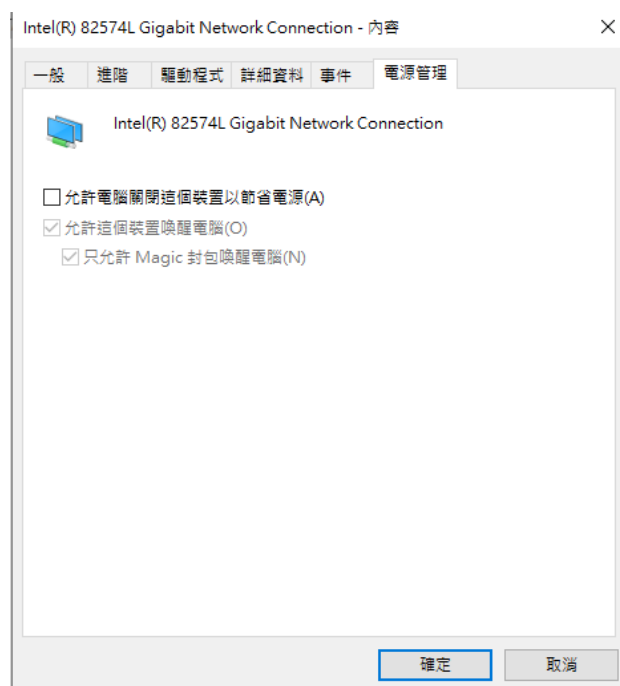 Intel(R) 82574L Gigabit Network Connection - 內容
一般 進階 驅動程式 詳細資料 事件 電源管理
Intel(R) 82574L Gigabit Network Connection
允許電腦關閉這個裝置以節省電源(A)
允許這個裝置喚醒電腦(O)
只允許 Magic 封包喚醒電腦(N)
確定 取消